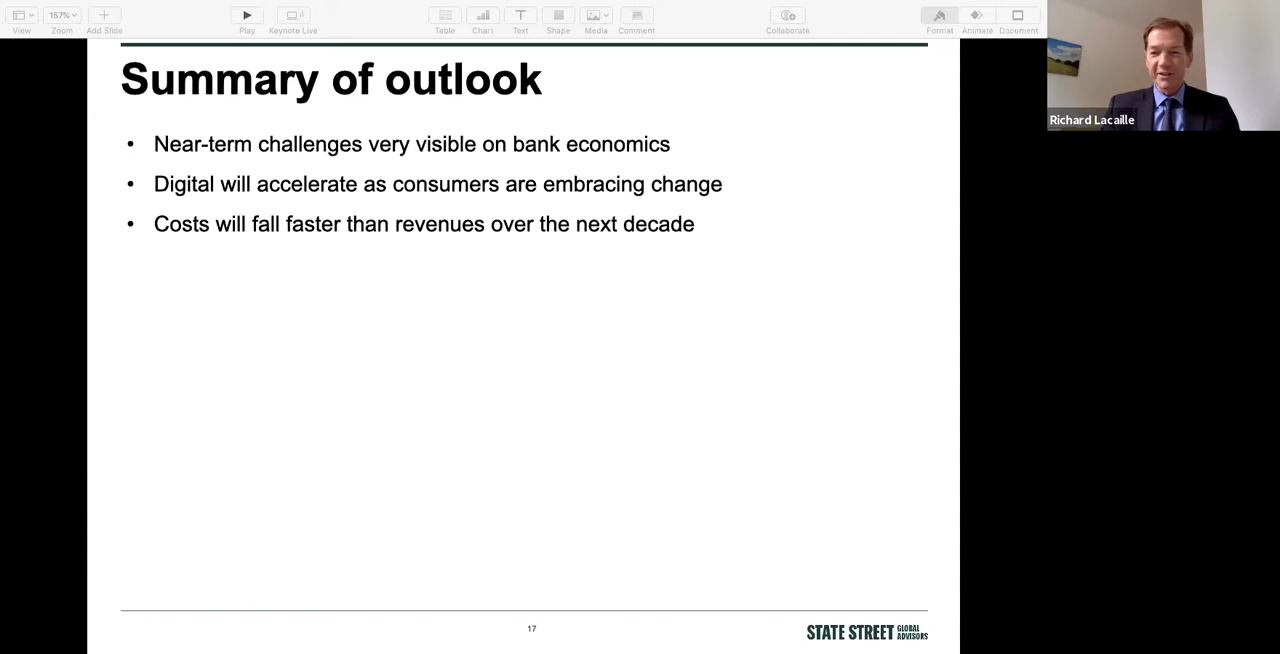 157%
View
Zoom
Add Slide
Play
Keynote Live
Table
Chart
Text
Shape
Media
Comment
Collaborate
Format
Animate
Document
Richard Lacaille
Summary of outlook
• Near-term challenges very visible on bank economics
• Digital will accelerate as consumers are embracing change
• Costs will fall faster than revenues over the next decade
17
STATE STREET GLOBAL
ADVISORS